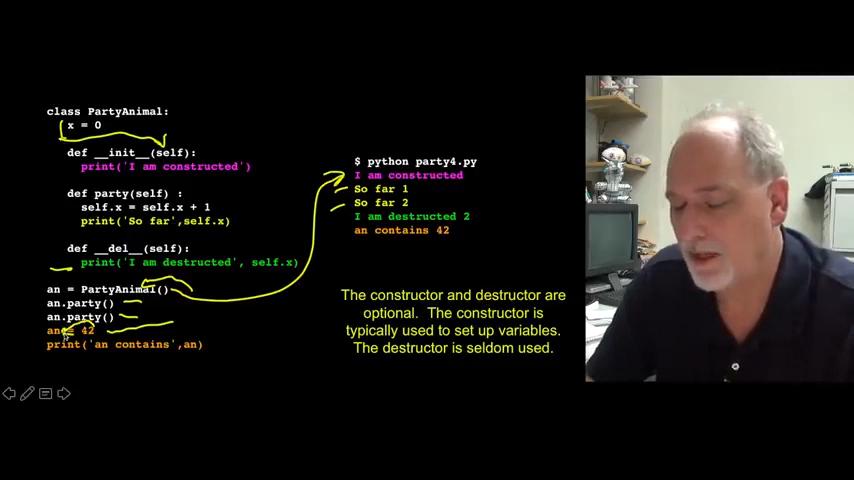 class PartyAnimal:
x = 0
def __init__(self):
print('I am constructed')
def party(self) :
self.x = self.x + 1
print('So far',self.x)
def __del__(self):
print('I am destructed', self.x)
an = PartyAnimal()
an.party()
an.party()
an = 42
print('an contains',an)
$ python party4.py
I am constructed
So far 1
So far 2
I am destructed 2
an contains 42
The constructor and destructor are
optional.  The constructor is
typically used to set up variables.
The destructor is seldom used.